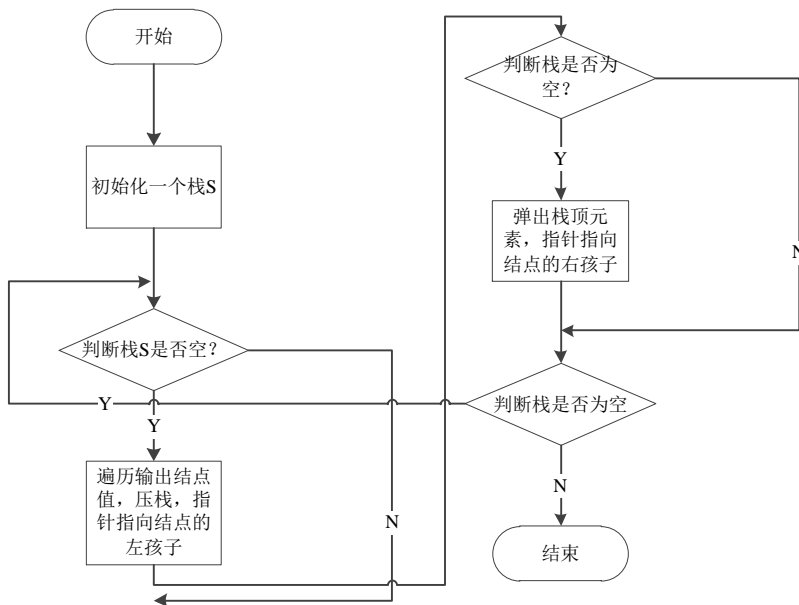 开始
初始化一个栈S
判断栈S是否空?
Y
Y
遍历输出结点
值，压栈，指
针指向结点的
左孩子
N
判断栈是否为
空?
Y
弹出栈顶元
素，指针指向
结点的右孩子
N
判断栈是否为空
N
结束